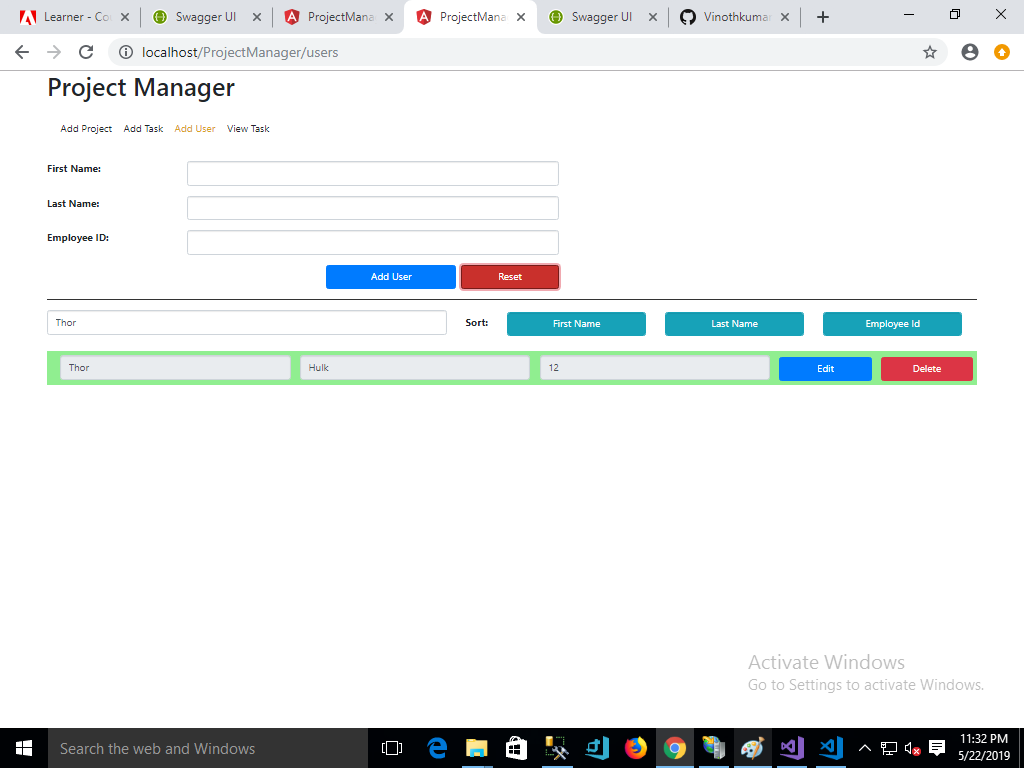 Learner - Co
Swagger UI
ProjectMana
ProjectMana
Swagger UI
Vinothkumar
localhost/ProjectManager/users
Project Manager
Add Project Add Task Add User View Task
First Name:
Last Name:
Employee ID:
Add User Reset
Thor Sort: First Name Last Name Employee Id
Thor Hulk 12 Edit Delete
Activate Windows
Go to Settings to activate Windows.
Search the web and Windows
11:32 PM
5/22/2019